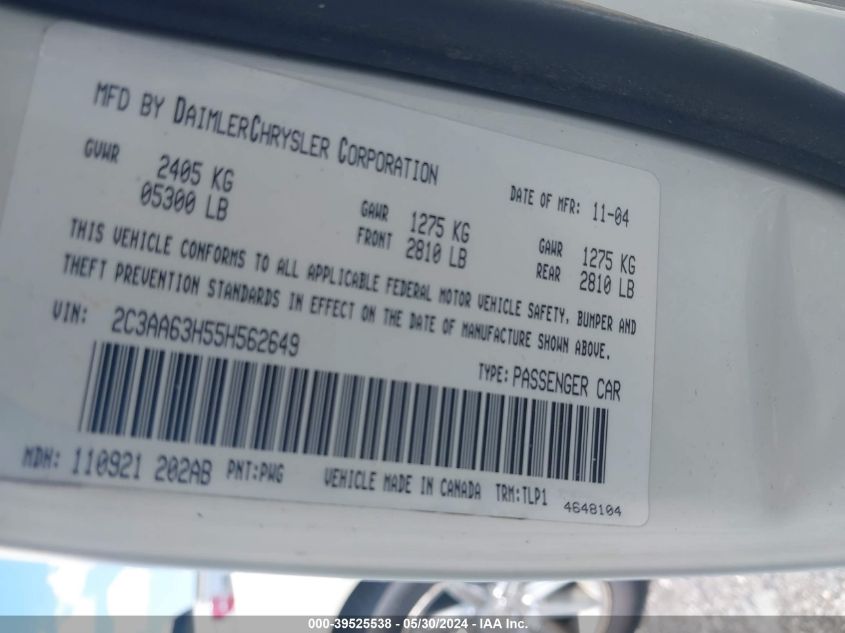 MFD BY DAIMLERCHRYSLER CORPORATION
DATE OF MFR: 11-04
GVWR 2405 KG
05300 LB
GAWR FRONT 1275 KG
2810 LB
GAWR REAR 1275 KG
2810 LB
THIS VEHICLE CONFORMS TO ALL APPLICABLE FEDERAL MOTOR VEHICLE SAFETY, BUMPER AND
THEFT PREVENTION STANDARDS IN EFFECT ON THE DATE OF MANUFACTURE SHOWN ABOVE.
VIN: 2C3AA63H55H562649
TYPE: PASSENGER CAR
MDH: 110921 202AB PNT:PWG VEHICLE MADE IN CANADA TRM:TLP1
4648104
000-39525538 - 05/30/2024 - IAA Inc.